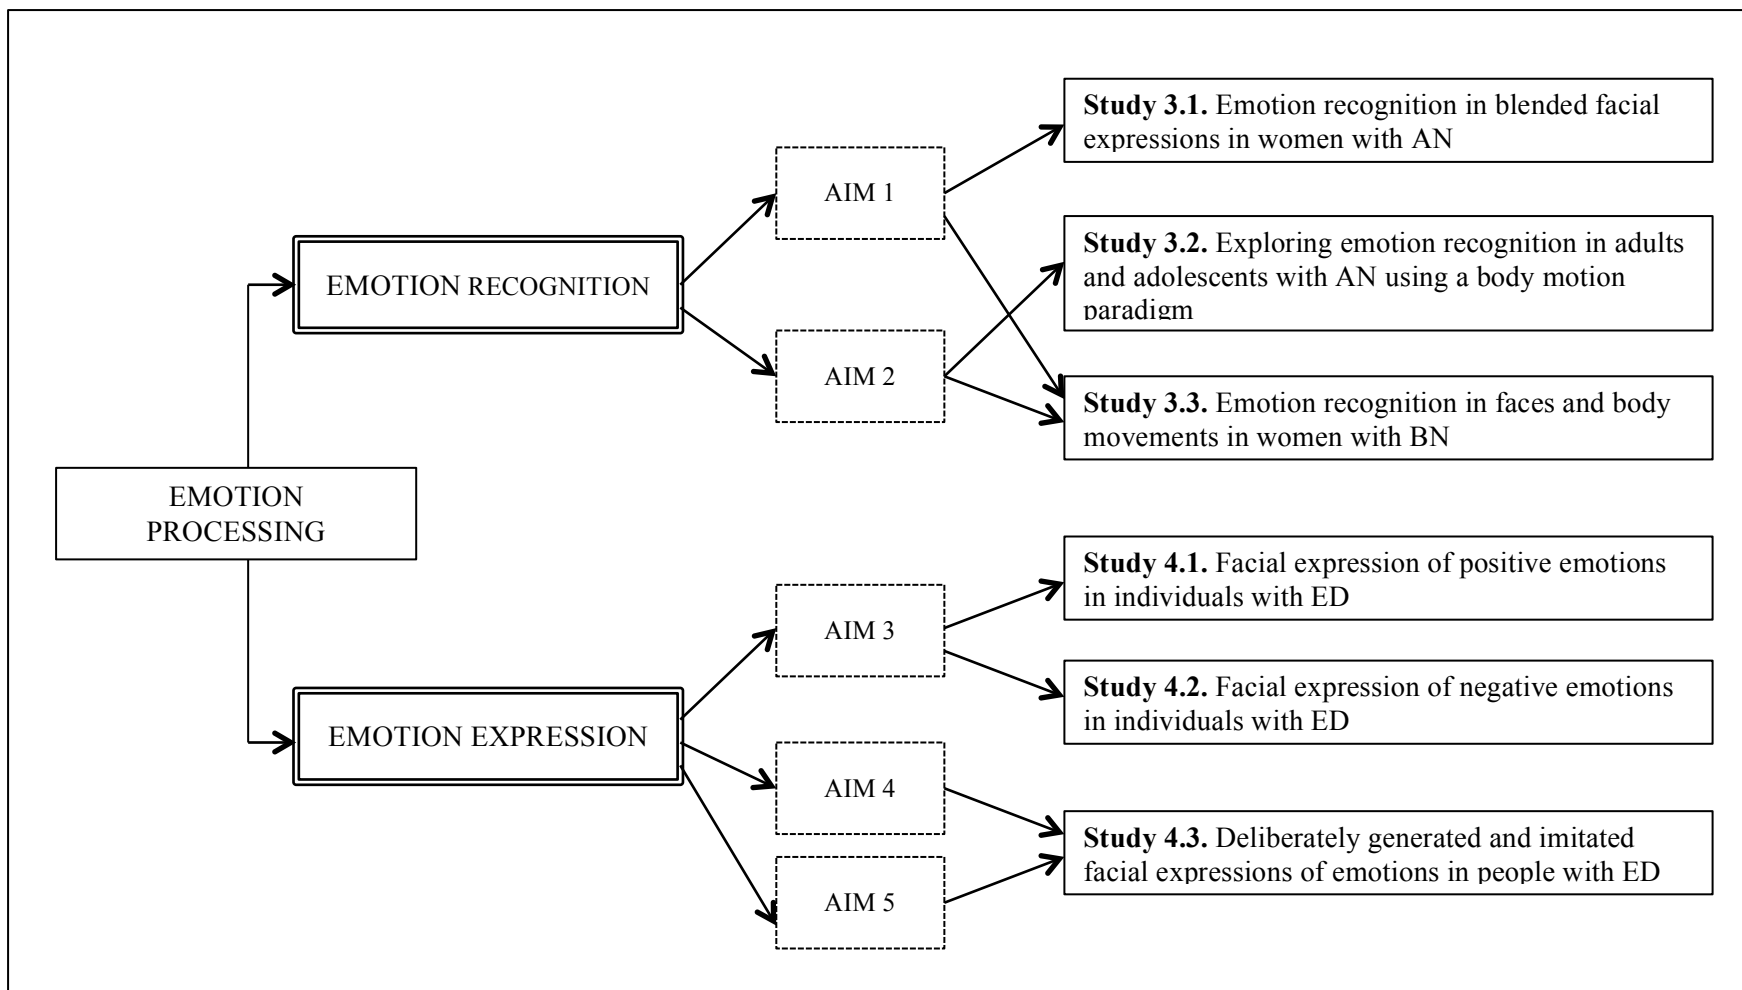 Study 3.1. Emotion recognition in blended facial
expressions in women with AN
AIM 1
Study 3.2. Exploring emotion recognition in adults
and adolescents with AN using a body motion
paradigm
EMOTION RECOGNITION
AIM 2
Study 3.3. Emotion recognition in faces and body
movements in women with BN
EMOTION
PROCESSING
Study 4.1. Facial expression of positive emotions
in individuals with ED
AIM 3
Study 4.2. Facial expression of negative emotions
in individuals with ED
EMOTION EXPRESSION
AIM 4
Study 4.3. Deliberately generated and imitated
facial expressions of emotions in people with ED
AIM 5